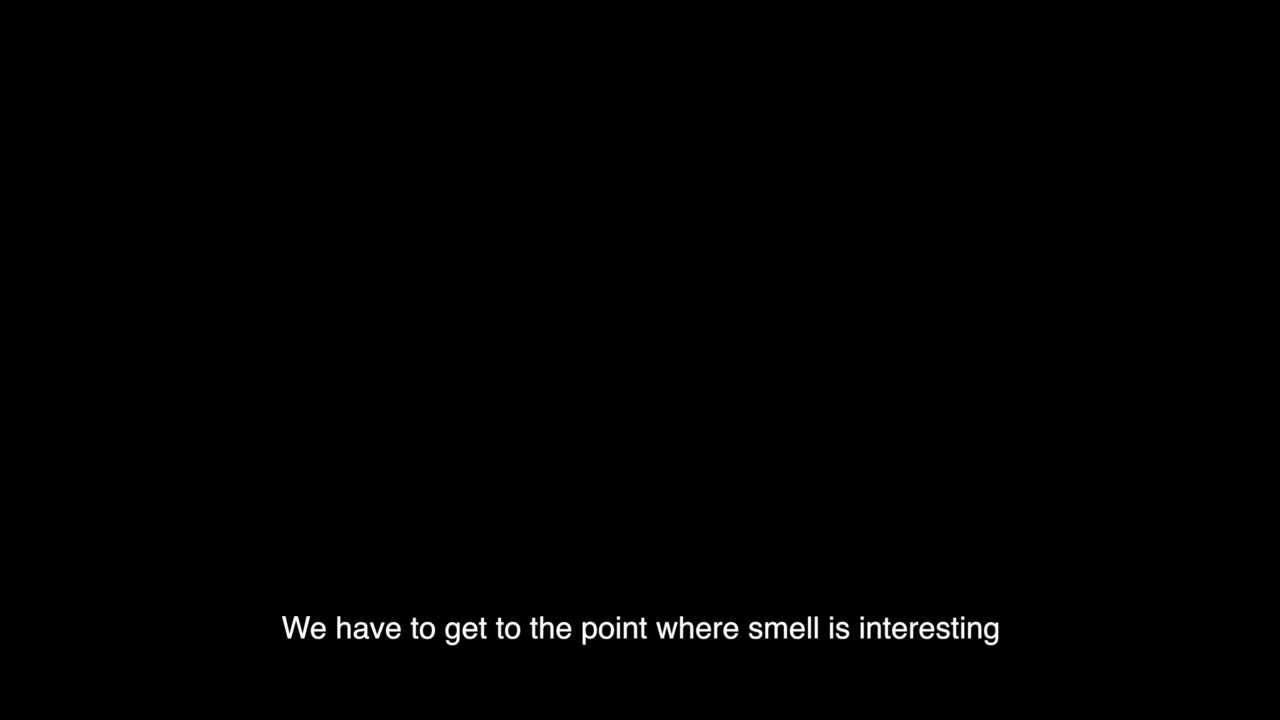 We have to get to the point where smell is interesting